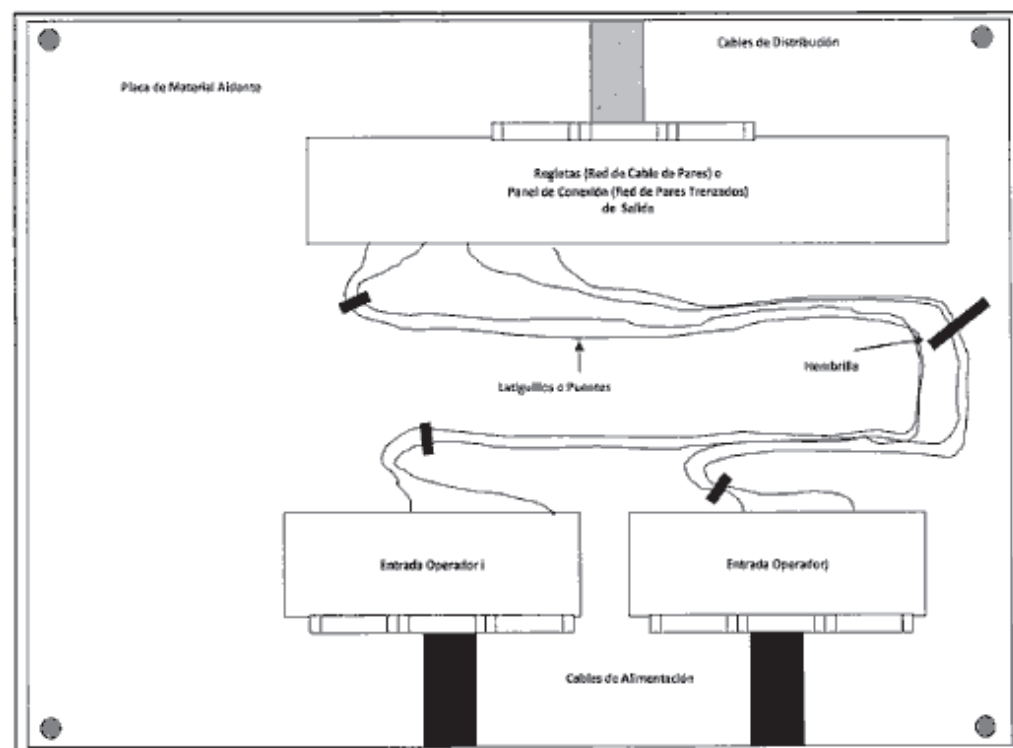 Cables de Distribución
Placa de Material Aislante
Regletas (Red de Cable de Pares) o
Panel de Conexión (Red de Pares Trenzados)
de Salida
Hembrilla
Latiguillos o Puentes
Entrada Operador i
Entrada Operador j
Cables de Alimentación